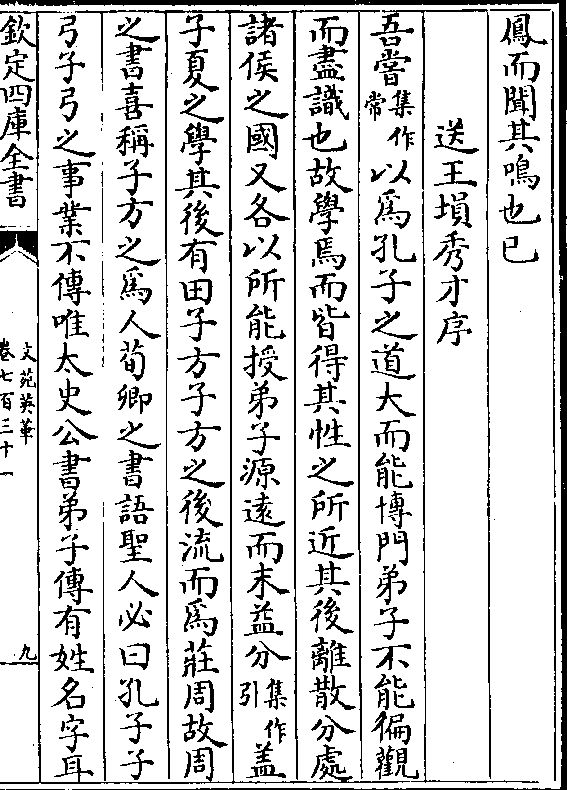 鳳而聞其鳴也已
送王塤秀才序
吾嘗集作常以爲孔子之道大而能博門弟子不能徧觀
而盡識也故學焉而皆得其性之所近其後離散分處
諸侯之國又各以所能授弟子源遠而末益分集作引蓋
子夏之學其後有田子方子方之後流而爲莊周故周
之書喜稱子方之爲人荀卿之書語聖人必曰孔子子
弓子弓之事業不傳唯太史公書弟子傳有姓名字耳
欽定四庫全書
文苑英華
卷七百三十一
九